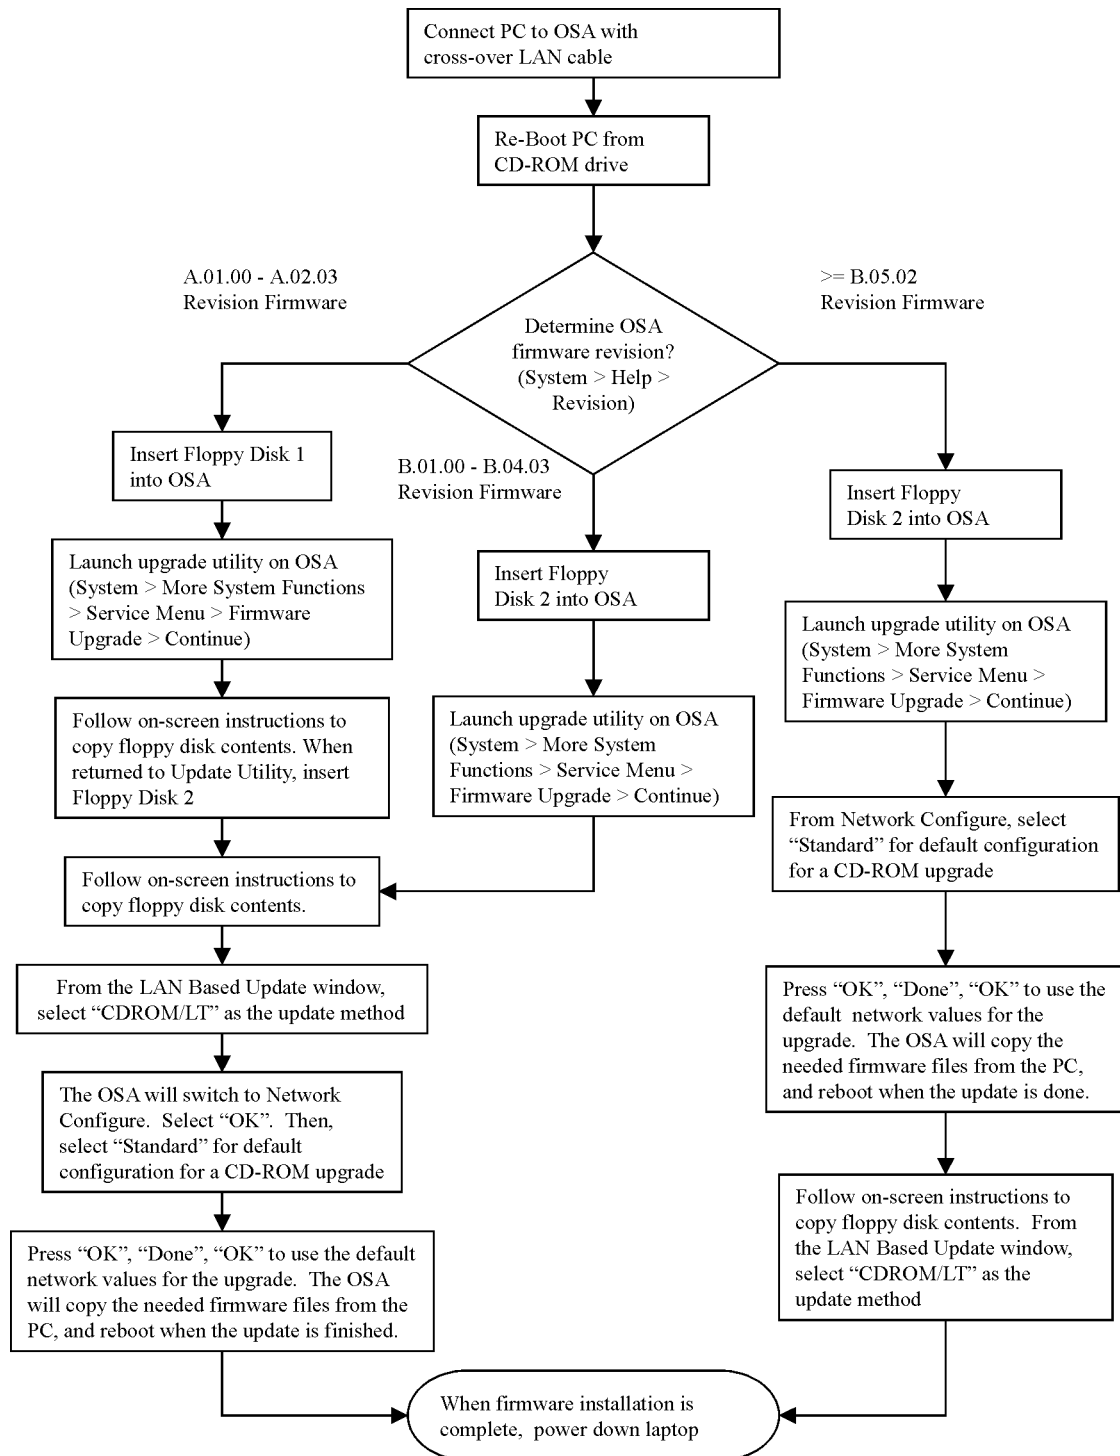 Connect PC to OSA with
cross-over LAN cable
Re-Boot PC from
CD-ROM drive
A.01.00 - A.02.03
Revision Firmware
>= B.05.02
Revision Firmware
Determine OSA
firmware revision?
(System > Help >
Revision)
B.01.00 - B.04.03
Revision Firmware
Insert Floppy Disk 1
into OSA
Launch upgrade utility on OSA
(System > More System Functions
> Service Menu > Firmware
Upgrade > Continue)
Follow on-screen instructions to
copy floppy disk contents. When
returned to Update Utility, insert
Floppy Disk 2
Insert Floppy
Disk 2 into OSA
Launch upgrade utility on OSA
(System > More System
Functions > Service Menu >
Firmware Upgrade > Continue)
Follow on-screen instructions to
copy floppy disk contents.
From the LAN Based Update window,
select “CDROM/LT” as the update method
The OSA will switch to Network
Configure. Select “OK”. Then,
select “Standard” for default
configuration for a CD-ROM upgrade
Press “OK”, “Done”, “OK” to use the default
network values for the upgrade. The OSA
will copy the needed firmware files from the
PC, and reboot when the update is finished.
Insert Floppy
Disk 2 into OSA
Launch upgrade utility on OSA
(System > More System
Functions > Service Menu >
Firmware Upgrade > Continue)
From Network Configure, select
“Standard” for default configuration
for a CD-ROM upgrade
Press “OK”, “Done”, “OK” to use the
default network values for the
upgrade. The OSA will copy the
needed firmware files from the PC,
and reboot when the update is done.
Follow on-screen instructions to
copy floppy disk contents. From
the LAN Based Update window,
select “CDROM/LT” as the
update method
When firmware installation is
complete, power down laptop